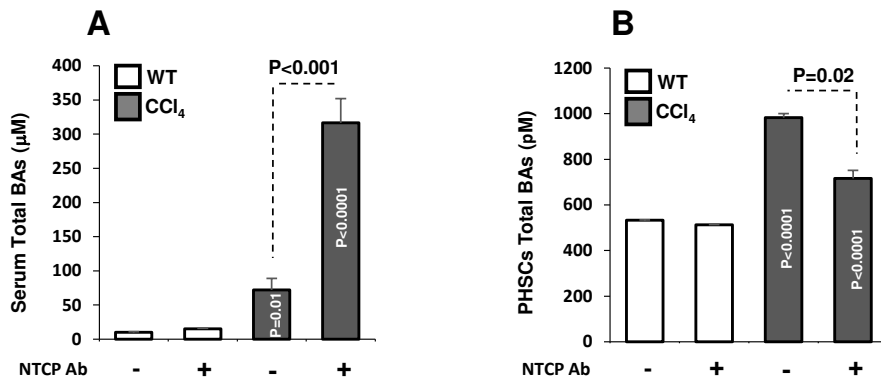 A
Serum Total BAs (μM)
400
350
300
250
200
150
100
50
0
WT
CCl₄
P<0.001
P=0.01
P<0.0001
NTCP Ab - + - +
B
PHSCs Total BAs (pM)
1200
1000
800
600
400
200
0
WT
CCl₄
P=0.02
P<0.0001
P<0.0001
NTCP Ab - + - +